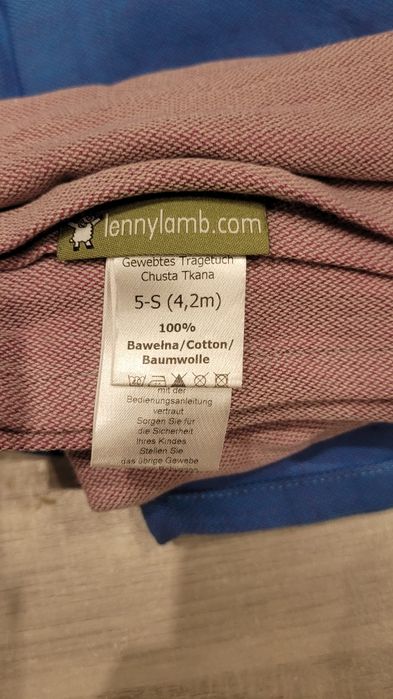 lennylamb.com
Gewebtes Tragetuch
Chusta Tkana
5-S (4,2m)
100%
Bawełna/Cotton/
Baumwolle
mit der
Bedienungsanleitung
vertraut
Sorgen Sie für
die Sicherheit
Ihres Kindes
Stellen Sie
das übrige Gewebe